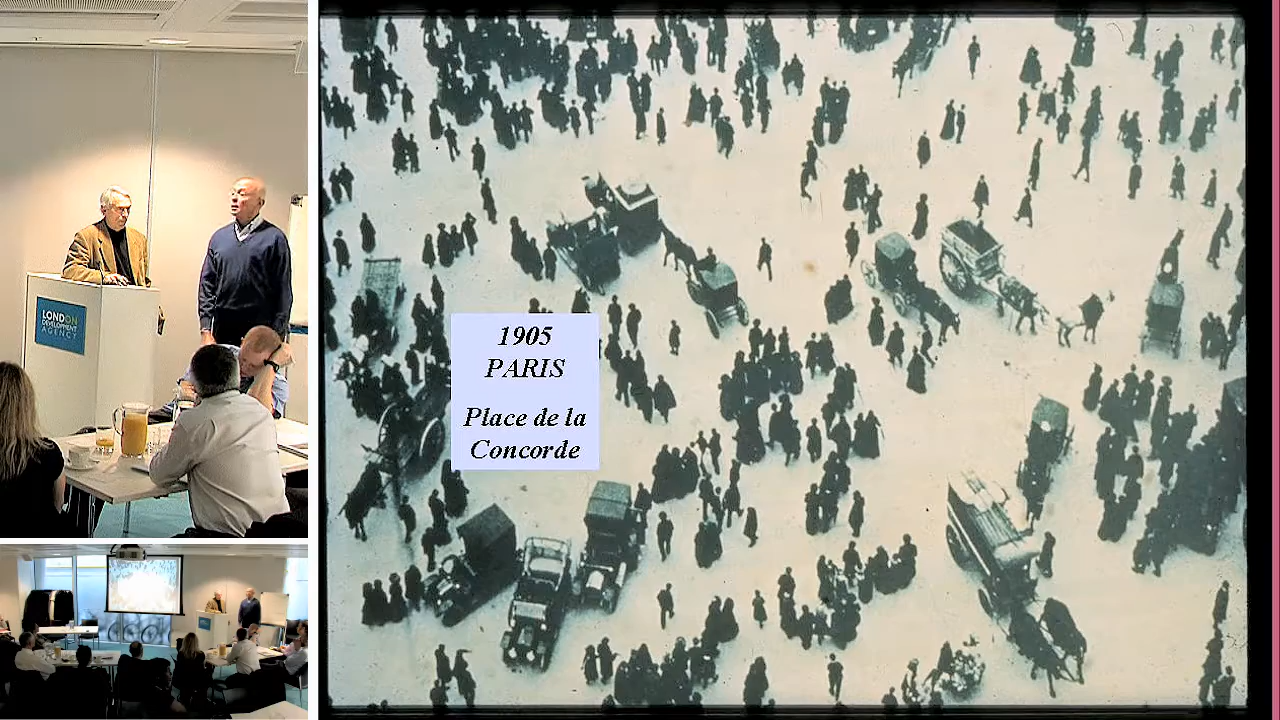 LONDON
DEVELOPMENT
AGENCY
1905
PARIS
Place de la
Concorde